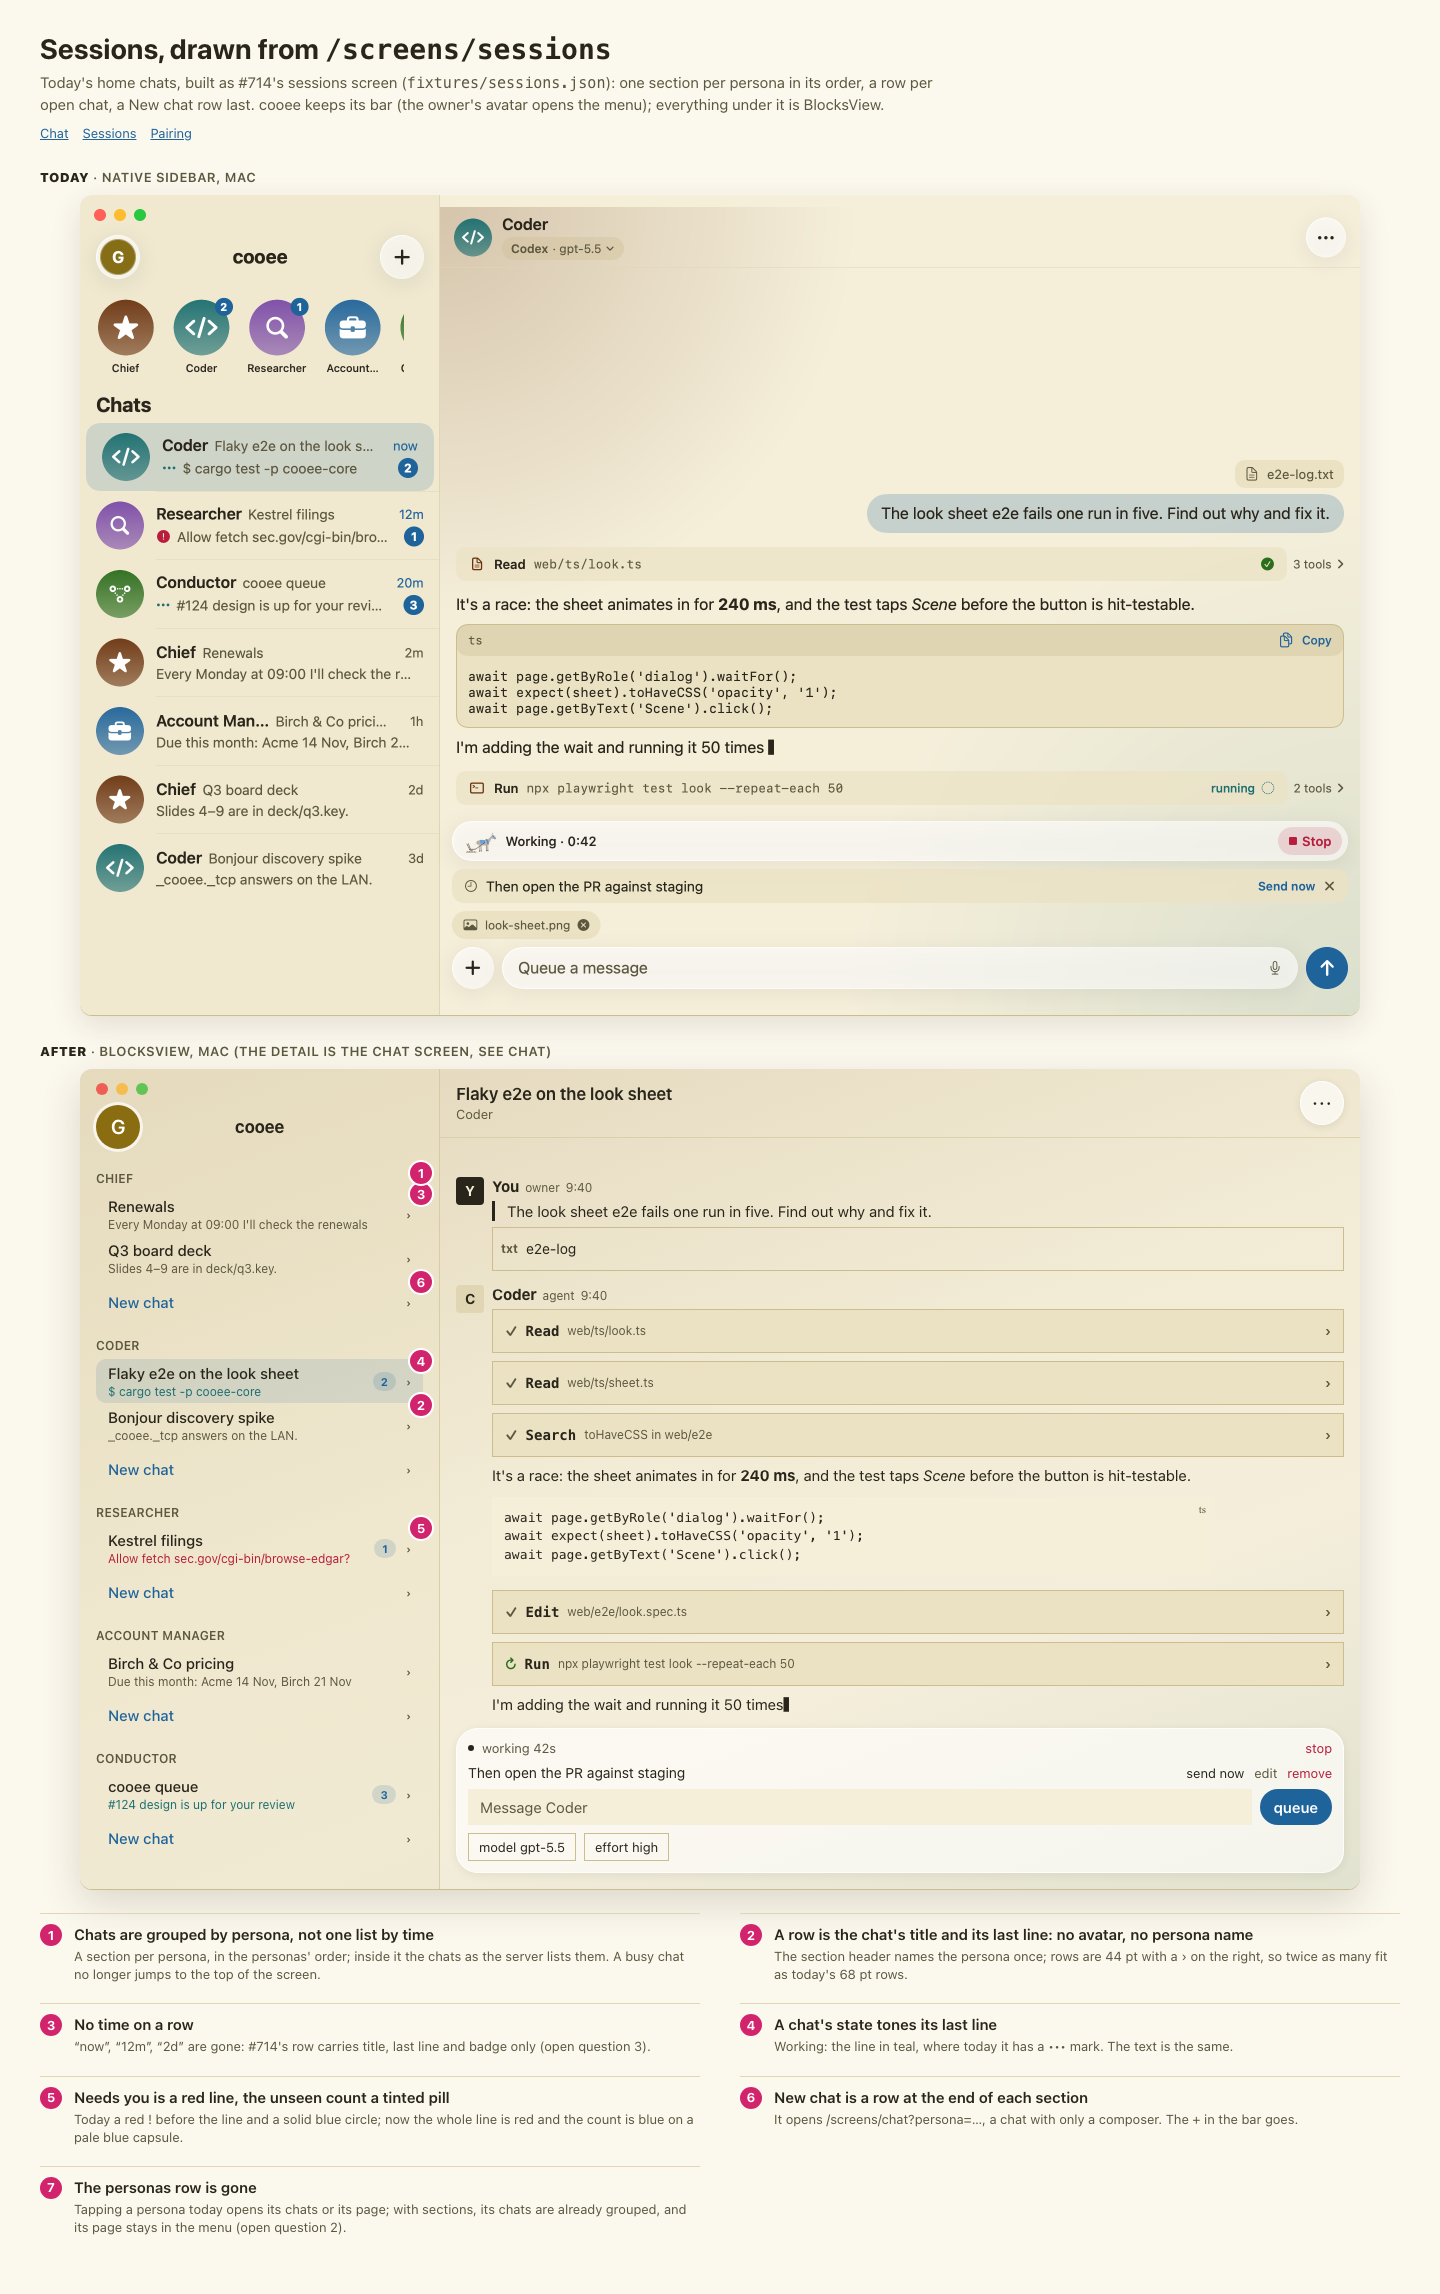 Sessions, drawn from /screens/sessions
Today's home chats, built as #714's sessions screen (fixtures/sessions.json): one section per persona in its order, a row per
open chat, a New chat row last. cooee keeps its bar (the owner's avatar opens the menu); everything under it is BlocksView.
Chat Sessions Pairing
TODAY · NATIVE SIDEBAR, MAC
G
cooee
+
2
1
Chief
Coder
Researcher
Account...
Chats
Coder Flaky e2e on the look s... now
··· $ cargo test -p cooee-core 2
Researcher Kestrel filings 12m
! Allow fetch sec.gov/cgi-bin/bro... 1
Conductor cooee queue 20m
··· #124 design is up for your revi... 3
Chief Renewals 2m
Every Monday at 09:00 I'll check the r...
Account Man... Birch & Co prici... 1h
Due this month: Acme 14 Nov, Birch 2...
Chief Q3 board deck 2d
Slides 4–9 are in deck/q3.key.
Coder Bonjour discovery spike 3d
_cooee._tcp answers on the LAN.
Coder
Codex · gpt-5.5
e2e-log.txt
The look sheet e2e fails one run in five. Find out why and fix it.
Read web/ts/look.ts 3 tools
It's a race: the sheet animates in for 240 ms, and the test taps Scene before the button is hit-testable.
ts Copy
await page.getByRole('dialog').waitFor();
await expect(sheet).toHaveCSS('opacity', '1');
await page.getByText('Scene').click();
I'm adding the wait and running it 50 times
Run npx playwright test look --repeat-each 50 running 2 tools
Working · 0:42 Stop
Then open the PR against staging Send now
look-sheet.png
Queue a message
AFTER · BLOCKSVIEW, MAC (THE DETAIL IS THE CHAT SCREEN, SEE CHAT)
G
cooee
CHIEF 1
3
Renewals ›
Every Monday at 09:00 I'll check the renewals
Q3 board deck ›
Slides 4–9 are in deck/q3.key.
6
New chat ›
CODER
4
Flaky e2e on the look sheet 2 ›
$ cargo test -p cooee-core
2
Bonjour discovery spike ›
_cooee._tcp answers on the LAN.
New chat ›
RESEARCHER
5
Kestrel filings 1 ›
Allow fetch sec.gov/cgi-bin/browse-edgar?
New chat ›
ACCOUNT MANAGER
Birch & Co pricing ›
Due this month: Acme 14 Nov, Birch 21 Nov
New chat ›
CONDUCTOR
cooee queue 3 ›
#124 design is up for your review
New chat ›
Flaky e2e on the look sheet
Coder
Y You owner 9:40
The look sheet e2e fails one run in five. Find out why and fix it.
txt e2e-log
C Coder agent 9:40
Read web/ts/look.ts ›
Read web/ts/sheet.ts ›
Search toHaveCSS in web/e2e ›
It's a race: the sheet animates in for 240 ms, and the test taps Scene before the button is hit-testable.
ts
await page.getByRole('dialog').waitFor();
await expect(sheet).toHaveCSS('opacity', '1');
await page.getByText('Scene').click();
Edit web/e2e/look.spec.ts ›
Run npx playwright test look --repeat-each 50 ›
I'm adding the wait and running it 50 times
working 42s stop
Then open the PR against staging send now edit remove
Message Coder queue
model gpt-5.5 effort high
1 Chats are grouped by persona, not one list by time
A section per persona, in the personas' order; inside it the chats as the server lists them. A busy chat
no longer jumps to the top of the screen.
2 A row is the chat's title and its last line: no avatar, no persona name
The section header names the persona once; rows are 44 pt with a › on the right, so twice as many fit
as today's 68 pt rows.
3 No time on a row
“now”, “12m”, “2d” are gone: #714's row carries title, last line and badge only (open question 3).
4 A chat's state tones its last line
Working: the line in teal, where today it has a ··· mark. The text is the same.
5 Needs you is a red line, the unseen count a tinted pill
Today a red ! before the line and a solid blue circle; now the whole line is red and the count is blue on a
pale blue capsule.
6 New chat is a row at the end of each section
It opens /screens/chat?persona=…, a chat with only a composer. The + in the bar goes.
7 The personas row is gone
Tapping a persona today opens its chats or its page; with sections, its chats are already grouped, and
its page stays in the menu (open question 2).